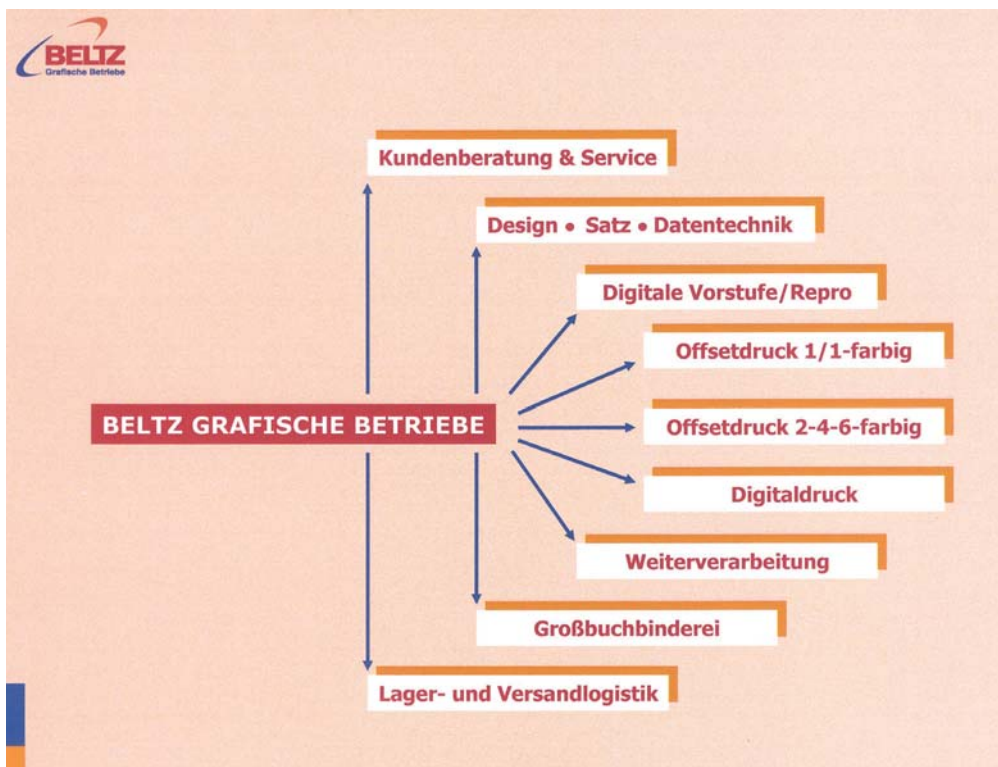 BELTZ
Grafische Betriebe
Kundenberatung & Service
Design • Satz • Datentechnik
Digitale Vorstufe/Repro
Offsetdruck 1/1-farbig
BELTZ GRAFISCHE BETRIEBE
Offsetdruck 2-4-6-farbig
Digitaldruck
Weiterverarbeitung
Großbuchbinderei
Lager- und Versandlogistik